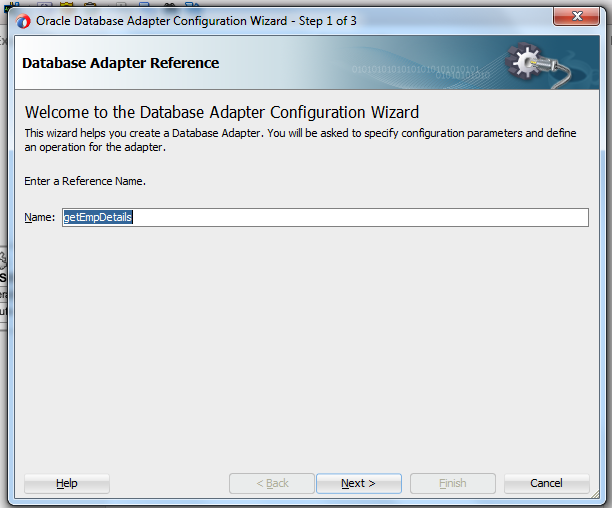 Oracle Database Adapter Configuration Wizard - Step 1 of 3
Database Adapter Reference
Welcome to the Database Adapter Configuration Wizard
This wizard helps you create a Database Adapter. You will be asked to specify configuration parameters and define
an operation for the adapter.
Enter a Reference Name.
Name: getEmpDetails
Help < Back Next > Finish Cancel